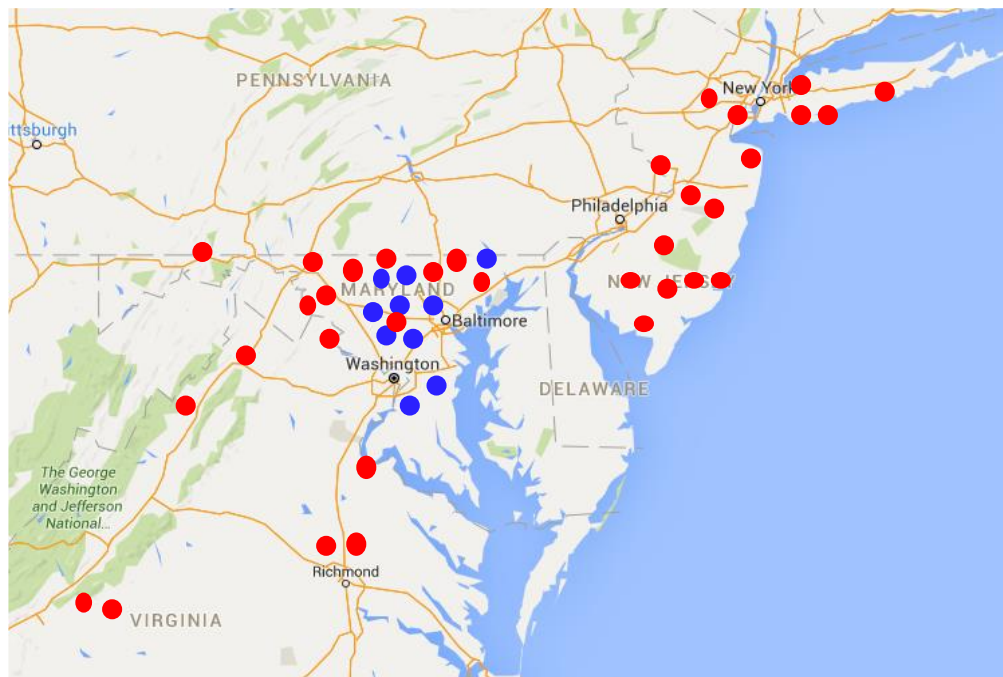 PENNSYLVANIA
New York
ttsburgh
Philadelphia
MARYLAND
NEW JERSEY
Baltimore
Washington
DELAWARE
The George
Washington
and Jefferson
National...
Richmond
VIRGINIA